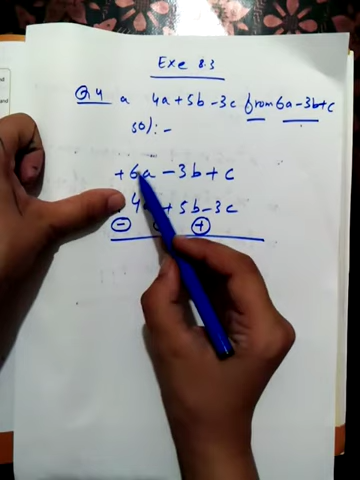 Exe 8.3
Q4 a 4a + 5b - 3c from 6a - 3b + c
sol:-
+ 6a - 3b + c
+ 5b - 3c
- +